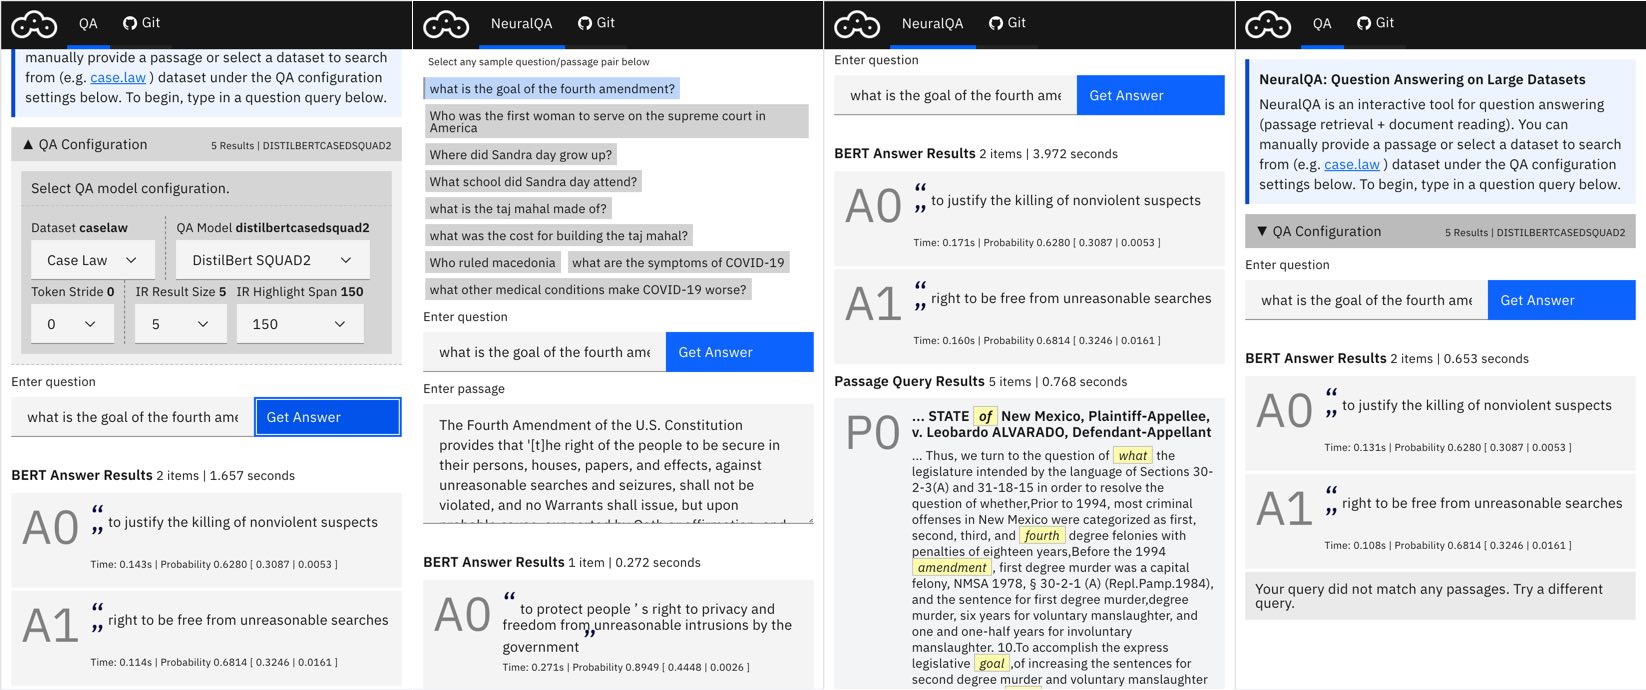 QA Git
manually provide a passage or select a dataset to search
from (e.g. case.law ) dataset under the QA configuration
settings below. To begin, type in a question query below.
▲ QA Configuration 5 Results | DISTILBERTCASEDSQUAD2
Select QA model configuration.
Dataset caselaw QA Model distilbertcasedsquad2
Case Law DistilBert SQUAD2
Token Stride 0 IR Result Size 5 IR Highlight Span 150
0 5 150
Enter question
what is the goal of the fourth ame Get Answer
BERT Answer Results 2 items | 1.657 seconds
A0 “ to justify the killing of nonviolent suspects ”
Time: 0.143s | Probability 0.6280 [ 0.3087 | 0.0053 ]
A1 “ right to be free from unreasonable searches ”
Time: 0.114s | Probability 0.6814 [ 0.3246 | 0.0161 ]
NeuralQA Git
Select any sample question/passage pair below
what is the goal of the fourth amendment?
Who was the first woman to serve on the supreme court in
America
Where did Sandra day grow up?
What school did Sandra day attend?
what is the taj mahal made of?
what was the cost for building the taj mahal?
Who ruled macedonia what are the symptoms of COVID-19
what other medical conditions make COVID-19 worse?
Enter question
what is the goal of the fourth ame Get Answer
Enter passage
The Fourth Amendment of the U.S. Constitution
provides that '[t]he right of the people to be secure in
their persons, houses, papers, and effects, against
unreasonable searches and seizures, shall not be
violated, and no Warrants shall issue, but upon
probable cause, supported by Oath or affirmation, and
BERT Answer Results 1 item | 0.272 seconds
A0 “ to protect people ’ s right to privacy and
freedom from unreasonable intrusions by the
government ”
Time: 0.271s | Probability 0.8949 [ 0.4448 | 0.0026 ]
NeuralQA Git
Enter question
what is the goal of the fourth ame Get Answer
BERT Answer Results 2 items | 3.972 seconds
A0 “ to justify the killing of nonviolent suspects ”
Time: 0.171s | Probability 0.6280 [ 0.3087 | 0.0053 ]
A1 “ right to be free from unreasonable searches ”
Time: 0.160s | Probability 0.6814 [ 0.3246 | 0.0161 ]
Passage Query Results 5 items | 0.768 seconds
P0 ... STATE of New Mexico, Plaintiff-Appellee,
v. Leobardo ALVARADO, Defendant-Appellant
... Thus, we turn to the question of what the
legislature intended by the language of Sections 30-
2-3(A) and 31-18-15 in order to resolve the
question of whether,Prior to 1994, most criminal
offenses in New Mexico were categorized as first,
second, third, and fourth degree felonies with
penalties of eighteen years,Before the 1994
amendment , first degree murder was a capital
felony, NMSA 1978, § 30-2-1 (A) (Repl.Pamp.1984),
and the sentence for first degree murder,degree
murder, six years for voluntary manslaughter, and
one and one-half years for involuntary
manslaughter. 10.To accomplish the express
legislative goal ,of increasing the sentences for
second degree murder and voluntary manslaughter
QA Git
NeuralQA: Question Answering on Large Datasets
NeuralQA is an interactive tool for question answering
(passage retrieval + document reading). You can
manually provide a passage or select a dataset to search
from (e.g. case.law ) dataset under the QA configuration
settings below. To begin, type in a question query below.
▼ QA Configuration 5 Results | DISTILBERTCASEDSQUAD2
Enter question
what is the goal of the fourth ame Get Answer
BERT Answer Results 2 items | 0.653 seconds
A0 “ to justify the killing of nonviolent suspects ”
Time: 0.131s | Probability 0.6280 [ 0.3087 | 0.0053 ]
A1 “ right to be free from unreasonable searches ”
Time: 0.108s | Probability 0.6814 [ 0.3246 | 0.0161 ]
Your query did not match any passages. Try a different
query.